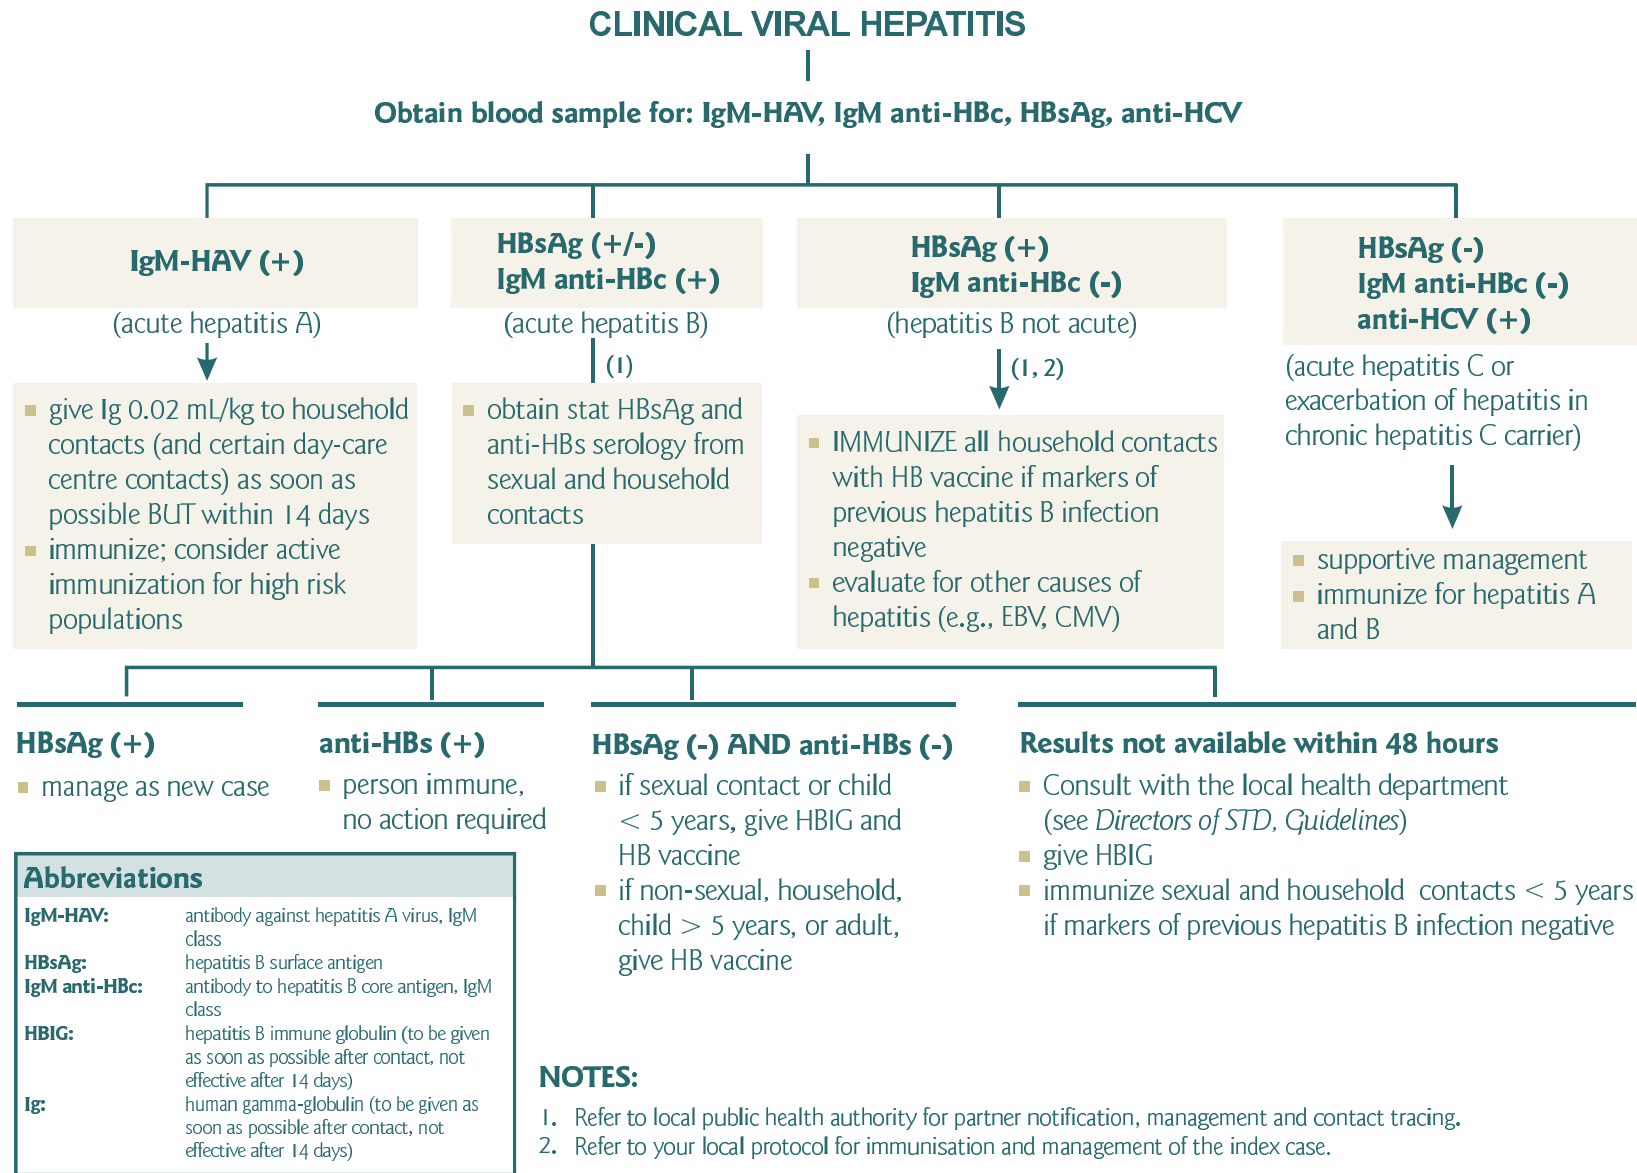 CLINICAL VIRAL HEPATITIS
Obtain blood sample for: IgM-HAV, IgM anti-HBc, HBsAg, anti-HCV
IgM-HAV (+)
(acute hepatitis A)
give Ig 0.02 mL/kg to household
contacts (and certain day-care
centre contacts) as soon as
possible BUT within 14 days
immunize; consider active
immunization for high risk
populations
HBsAg (+/-)
IgM anti-HBc (+)
(acute hepatitis B)
(1)
obtain stat HBsAg and
anti-HBs serology from
sexual and household
contacts
HBsAg (+)
IgM anti-HBc (-)
(hepatitis B not acute)
(1, 2)
IMMUNIZE all household contacts
with HB vaccine if markers of
previous hepatitis B infection
negative
evaluate for other causes of
hepatitis (e.g., EBV, CMV)
HBsAg (-)
IgM anti-HBc (-)
anti-HCV (+)
(acute hepatitis C or
exacerbation of hepatitis in
chronic hepatitis C carrier)
supportive management
immunize for hepatitis A
and B
HBsAg (+)
manage as new case
anti-HBs (+)
person immune,
no action required
HBsAg (-) AND anti-HBs (-)
if sexual contact or child
< 5 years, give HBIG and
HB vaccine
if non-sexual, household,
child > 5 years, or adult,
give HB vaccine
Results not available within 48 hours
Consult with the local health department
(see Directors of STD, Guidelines)
give HBIG
immunize sexual and household contacts < 5 years
if markers of previous hepatitis B infection negative
Abbreviations
IgM-HAV: antibody against hepatitis A virus, IgM
class
HBsAg: hepatitis B surface antigen
IgM anti-HBc: antibody to hepatitis B core antigen, IgM
class
HBIG: hepatitis B immune globulin (to be given
as soon as possible after contact, not
effective after 14 days)
Ig: human gamma-globulin (to be given as
soon as possible after contact, not
effective after 14 days)
NOTES:
1. Refer to local public health authority for partner notification, management and contact tracing.
2. Refer to your local protocol for immunisation and management of the index case.